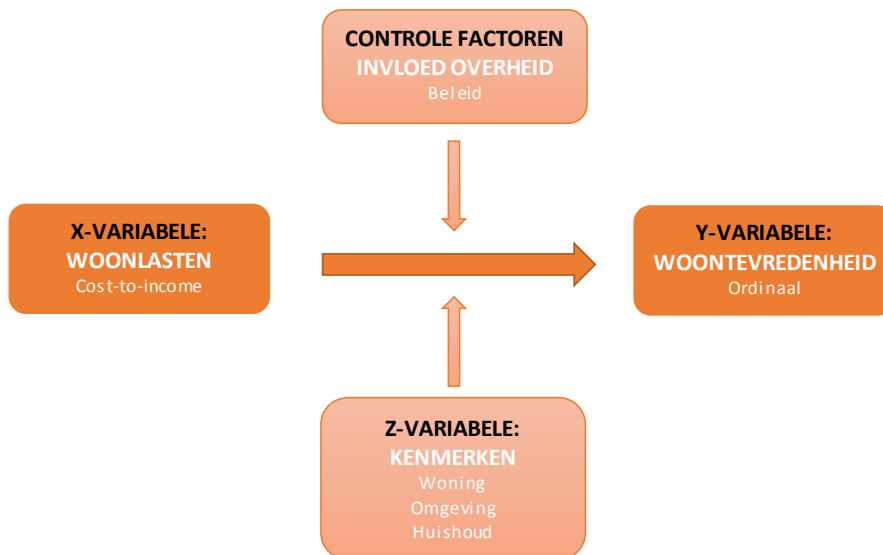 CONTROLE FACTOREN
INVLOED OVERHEID
Beleid
X-VARIABELE:
WOONLASTEN
Cost-to-income
Y-VARIABELE:
WOONTEVREDENHEID
Ordinaal
Z-VARIABELE:
KENMERKEN
Woning
Omgeving
Huishoud